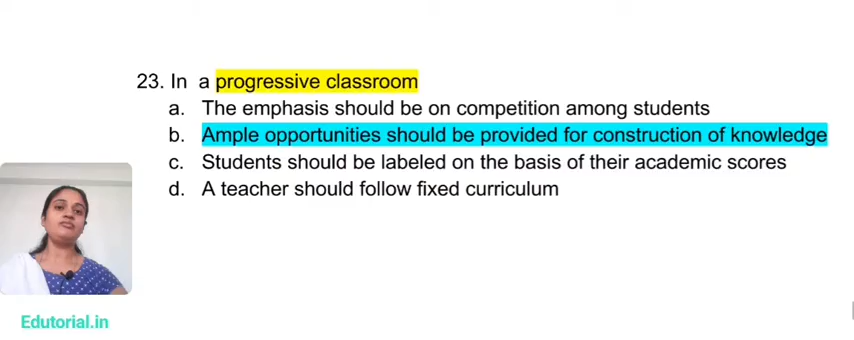 23. In a progressive classroom
a. The emphasis should be on competition among students
b. Ample opportunities should be provided for construction of knowledge
c. Students should be labeled on the basis of their academic scores
d. A teacher should follow fixed curriculum
Edutorial.in